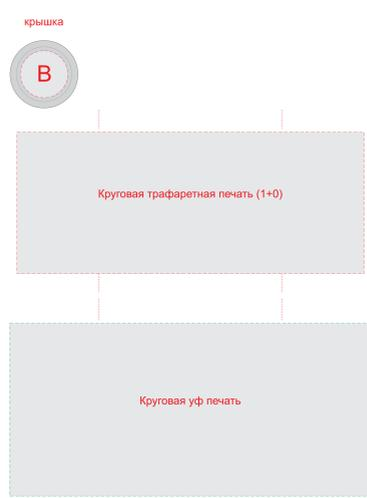 крышка
В
Круговая трафаретная печать (1+0)
Круговая уф печать